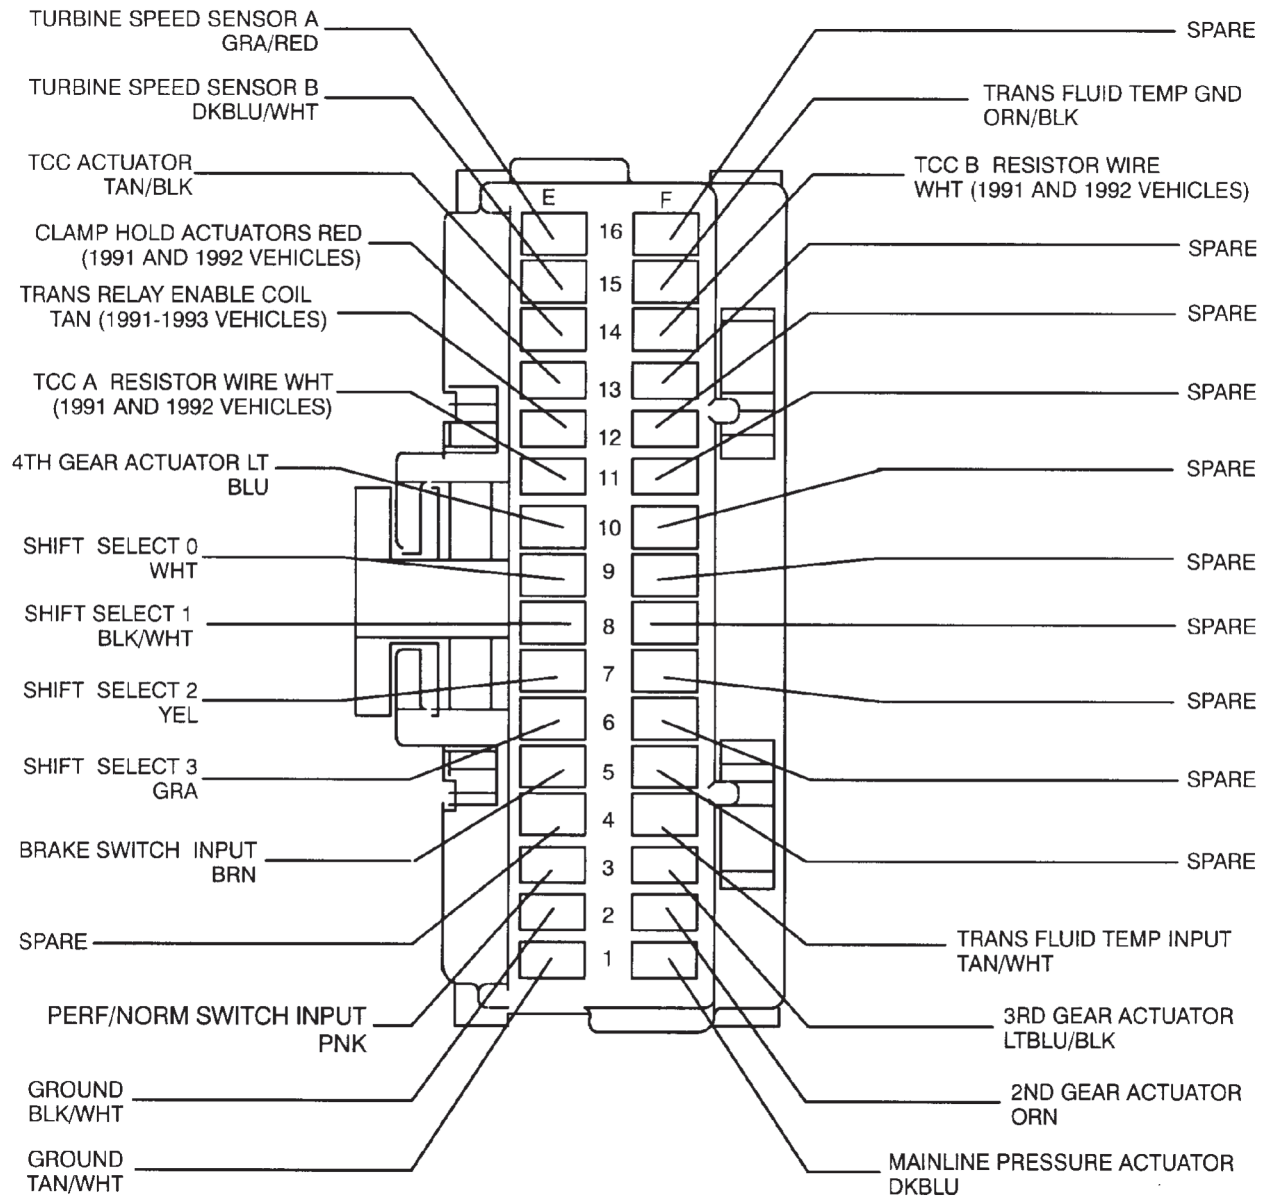 TURBINE SPEED SENSOR A
GRA/RED
TURBINE SPEED SENSOR B
DKBLU/WHT
TCC ACTUATOR
TAN/BLK
CLAMP HOLD ACTUATORS RED
(1991 AND 1992 VEHICLES)
TRANS RELAY ENABLE COIL
TAN (1991-1993 VEHICLES)
TCC A RESISTOR WIRE WHT
(1991 AND 1992 VEHICLES)
4TH GEAR ACTUATOR LT
BLU
SHIFT SELECT 0
WHT
SHIFT SELECT 1
BLK/WHT
SHIFT SELECT 2
YEL
SHIFT SELECT 3
GRA
BRAKE SWITCH INPUT
BRN
SPARE
PERF/NORM SWITCH INPUT
PNK
GROUND
BLK/WHT
GROUND
TAN/WHT
E F
16
15
14
13
12
11
10
9
8
7
6
5
4
3
2
1
SPARE
TRANS FLUID TEMP GND
ORN/BLK
TCC B RESISTOR WIRE
WHT (1991 AND 1992 VEHICLES)
SPARE
SPARE
SPARE
SPARE
SPARE
SPARE
SPARE
SPARE
SPARE
TRANS FLUID TEMP INPUT
TAN/WHT
3RD GEAR ACTUATOR
LTBLU/BLK
2ND GEAR ACTUATOR
ORN
MAINLINE PRESSURE ACTUATOR
DKBLU